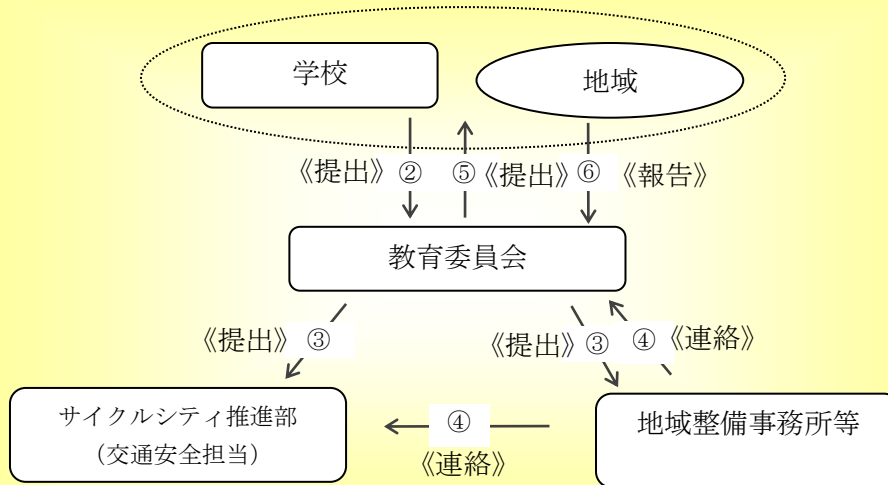 学校
地域
《提出》② ⑤《提出》⑥《報告》
教育委員会
《提出》③ 《提出》③ ④《連絡》
サイクルシティ推進部
（交通安全担当）
④
《連絡》
地域整備事務所等